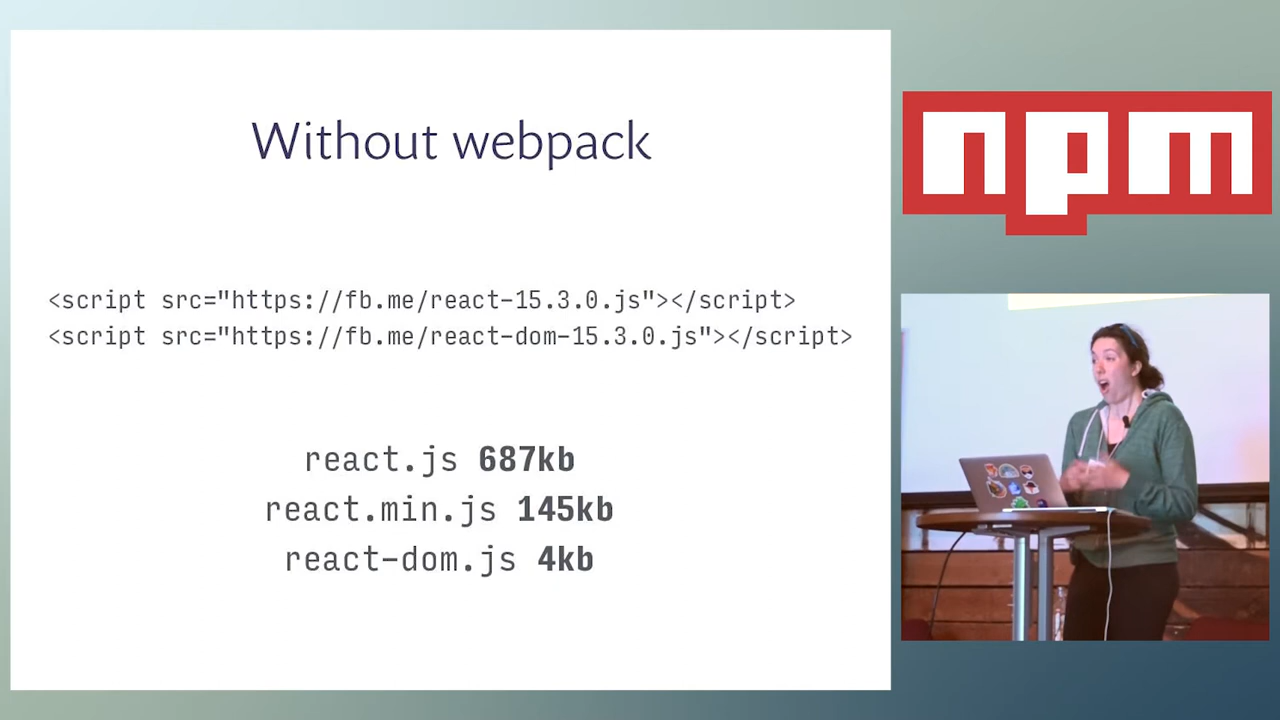 Without webpack
<script src="https://fb.me/react-15.3.0.js"></script>
<script src="https://fb.me/react-dom-15.3.0.js"></script>
react.js 687kb
react.min.js 145kb
react-dom.js 4kb
npm